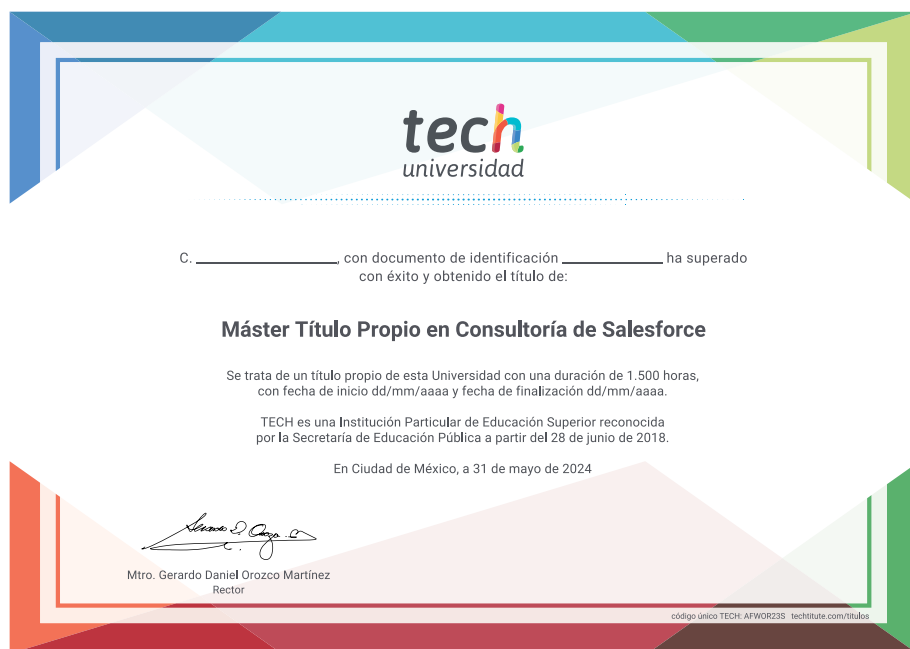 tech
universidad
C. ____________, con documento de identificación ____________ ha superado
con éxito y obtenido el título de:
Máster Título Propio en Consultoría de Salesforce
Se trata de un título propio de esta Universidad con una duración de 1.500 horas,
con fecha de inicio dd/mm/aaaa y fecha de finalización dd/mm/aaaa.
TECH es una Institución Particular de Educación Superior reconocida
por la Secretaría de Educación Pública a partir del 28 de junio de 2018.
En Ciudad de México, a 31 de mayo de 2024
Mtro. Gerardo Daniel Orozco Martínez
Rector
código único TECH: AFWOR23S techtitute.com/titulos